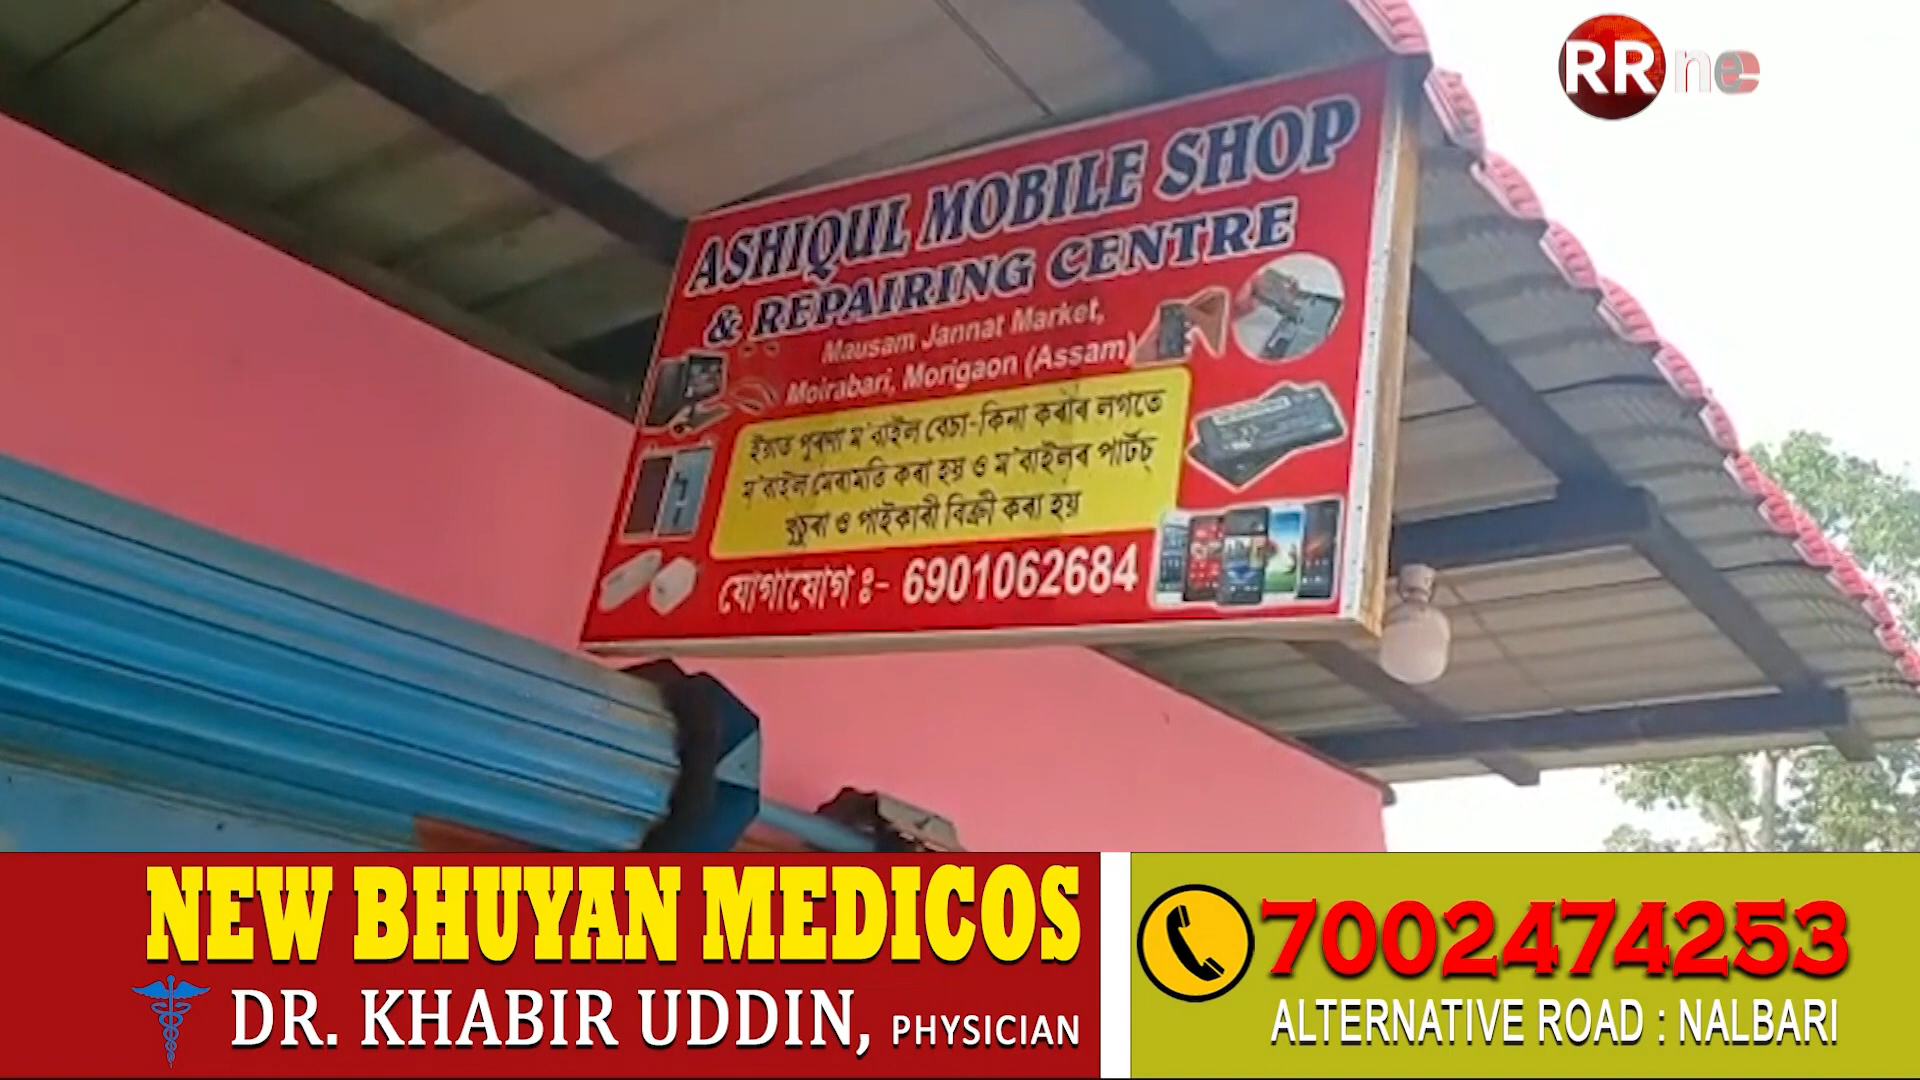 RR ne
ASHIQUL MOBILE SHOP
& REPAIRING CENTRE
Mausam Jannat Market,
Moirabari, Morigaon (Assam)
ইয়াত পুৰণা ম'বাইল বেচা-কিনা কৰাৰ লগতে
ম'বাইল মেৰামতি কৰা হয় ও ম'বাইলৰ পাৰ্টচ্
খুচুৰা ও পাইকাৰী বিক্ৰী কৰা হয়
যোগাযোগ ঃ- 6901062684
NEW BHUYAN MEDICOS
DR. KHABIR UDDIN, PHYSICIAN
7002474253
ALTERNATIVE ROAD : NALBARI